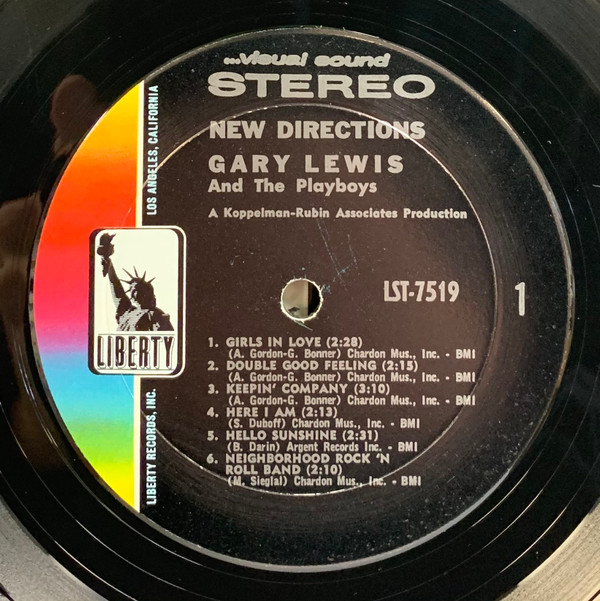 ...visual sound
STEREO
NEW DIRECTIONS
GARY LEWIS
And The Playboys
A Koppelman-Rubin Associates Production
LOS ANGELES, CALIFORNIA
LIBERTY
LIBERTY RECORDS, INC.
LST-7519
1
1. GIRLS IN LOVE (2:28)
(A. Gordon-G. Bonner) Chardon Mus., Inc. - BMI
2. DOUBLE GOOD FEELING (2:15)
(A. Gordon-G. Bonner) Chardon Mus., Inc. - BMI
3. KEEPIN' COMPANY (3:10)
(A. Gordon-G. Bonner) Chardon Mus., Inc. - BMI
4. HERE I AM (2:13)
(S. Duboff) Chardon Mus., Inc. - BMI
5. HELLO SUNSHINE (2:31)
(B. Darin) Argent Records Inc. - BMI
6. NEIGHBORHOOD ROCK 'N
ROLL BAND (2:10)
(M. Sieglal) Chardon Mus., Inc. - BMI